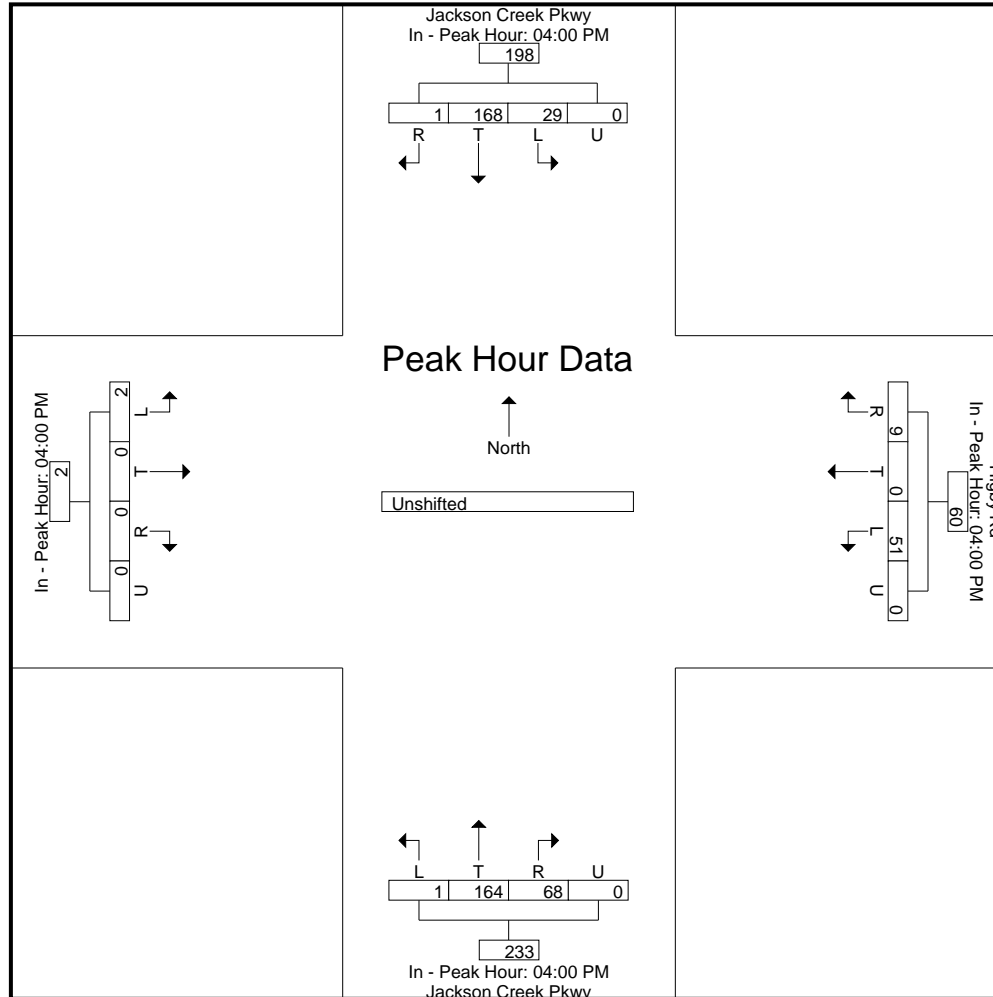 Jackson Creek Pkwy
In - Peak Hour: 04:00 PM
198
1 168 29 0
R T L U
Peak Hour Data
North
Unshifted
In - Peak Hour: 04:00 PM
2
2 0 0 0
L T R U
Rd
In - Peak Hour: 04:00 PM
60
9 0 51 0
R T L U
L T R U
1 164 68 0
233
In - Peak Hour: 04:00 PM
Jackson Creek Pkwy